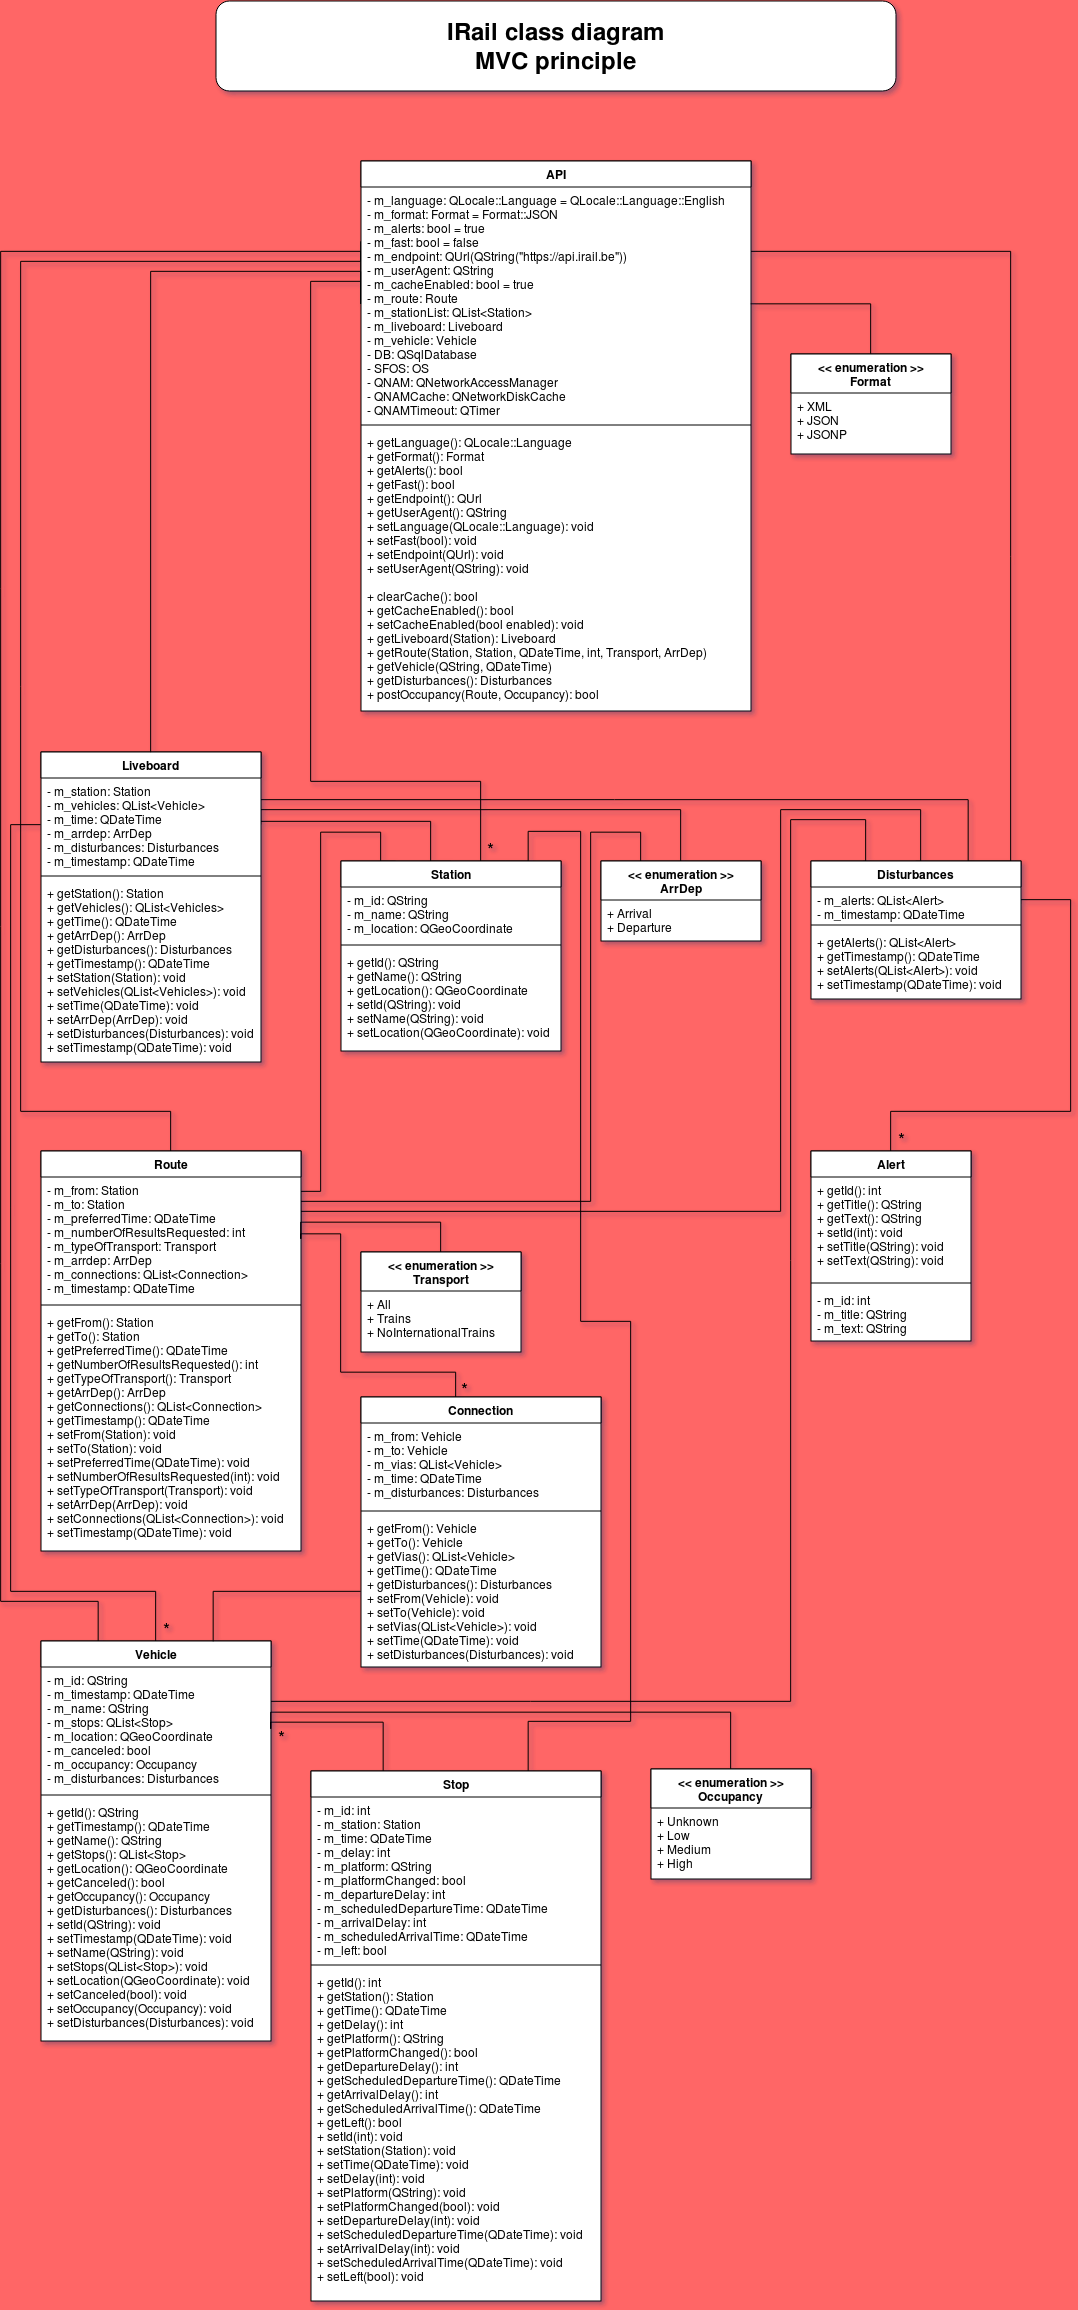 IRail class diagram
MVC principle
API
- m_language: QLocale::Language = QLocale::Language::English
- m_format: Format = Format::JSON
- m_alerts: bool = true
- m_fast: bool = false
- m_endpoint: QUrl(QString("https://api.irail.be"))
- m_userAgent: QString
- m_cacheEnabled: bool = true
- m_route: Route
- m_stationList: QList<Station>
- m_liveboard: Liveboard
- m_vehicle: Vehicle
- DB: QSqlDatabase
- SFOS: OS
- QNAM: QNetworkAccessManager
- QNAMCache: QNetworkDiskCache
- QNAMTimeout: QTimer
+ getLanguage(): QLocale::Language
+ getFormat(): Format
+ getAlerts(): bool
+ getFast(): bool
+ getEndpoint(): QUrl
+ getUserAgent(): QString
+ setLanguage(QLocale::Language): void
+ setFast(bool): void
+ setEndpoint(QUrl): void
+ setUserAgent(QString): void
+ clearCache(): bool
+ getCacheEnabled(): bool
+ setCacheEnabled(bool enabled): void
+ getLiveboard(Station): Liveboard
+ getRoute(Station, Station, QDateTime, int, Transport, ArrDep)
+ getVehicle(QString, QDateTime)
+ getDisturbances(): Disturbances
+ postOccupancy(Route, Occupancy): bool
<< enumeration >>
Format
+ XML
+ JSON
+ JSONP
Liveboard
- m_station: Station
- m_vehicles: QList<Vehicle>
- m_time: QDateTime
- m_arrdep: ArrDep
- m_disturbances: Disturbances
- m_timestamp: QDateTime
+ getStation(): Station
+ getVehicles(): QList<Vehicles>
+ getTime(): QDateTime
+ getArrDep(): ArrDep
+ getDisturbances(): Disturbances
+ getTimestamp(): QDateTime
+ setStation(Station): void
+ setVehicles(QList<Vehicles>): void
+ setTime(QDateTime): void
+ setArrDep(ArrDep): void
+ setDisturbances(Disturbances): void
+ setTimestamp(QDateTime): void
*
Station
- m_id: QString
- m_name: QString
- m_location: QGeoCoordinate
+ getId(): QString
+ getName(): QString
+ getLocation(): QGeoCoordinate
+ setId(QString): void
+ setName(QString): void
+ setLocation(QGeoCoordinate): void
<< enumeration >>
ArrDep
+ Arrival
+ Departure
Disturbances
- m_alerts: QList<Alert>
- m_timestamp: QDateTime
+ getAlerts(): QList<Alert>
+ getTimestamp(): QDateTime
+ setAlerts(QList<Alert>): void
+ setTimestamp(QDateTime): void
Route
- m_from: Station
- m_to: Station
- m_preferredTime: QDateTime
- m_numberOfResultsRequested: int
- m_typeOfTransport: Transport
- m_arrdep: ArrDep
- m_connections: QList<Connection>
- m_timestamp: QDateTime
+ getFrom(): Station
+ getTo(): Station
+ getPreferredTime(): QDateTime
+ getNumberOfResultsRequested(): int
+ getTypeOfTransport(): Transport
+ getArrDep(): ArrDep
+ getConnections(): QList<Connection>
+ getTimestamp(): QDateTime
+ setFrom(Station): void
+ setTo(Station): void
+ setPreferredTime(QDateTime): void
+ setNumberOfResultsRequested(int): void
+ setTypeOfTransport(Transport): void
+ setArrDep(ArrDep): void
+ setConnections(QList<Connection>): void
+ setTimestamp(QDateTime): void
<< enumeration >>
Transport
+ All
+ Trains
+ NoInternationalTrains
*
Alert
+ getId(): int
+ getTitle(): QString
+ getText(): QString
+ setId(int): void
+ setTitle(QString): void
+ setText(QString): void
- m_id: int
- m_title: QString
- m_text: QString
*
Connection
- m_from: Vehicle
- m_to: Vehicle
- m_vias: QList<Vehicle>
- m_time: QDateTime
- m_disturbances: Disturbances
+ getFrom(): Vehicle
+ getTo(): Vehicle
+ getVias(): QList<Vehicle>
+ getTime(): QDateTime
+ getDisturbances(): Disturbances
+ setFrom(Vehicle): void
+ setTo(Vehicle): void
+ setVias(QList<Vehicle>): void
+ setTime(QDateTime): void
+ setDisturbances(Disturbances): void
*
Vehicle
- m_id: QString
- m_timestamp: QDateTime
- m_name: QString
- m_stops: QList<Stop>
- m_location: QGeoCoordinate
- m_canceled: bool
- m_occupancy: Occupancy
- m_disturbances: Disturbances
+ getId(): QString
+ getTimestamp(): QDateTime
+ getName(): QString
+ getStops(): QList<Stop>
+ getLocation(): QGeoCoordinate
+ getCanceled(): bool
+ getOccupancy(): Occupancy
+ getDisturbances(): Disturbances
+ setId(QString): void
+ setTimestamp(QDateTime): void
+ setName(QString): void
+ setStops(QList<Stop>): void
+ setLocation(QGeoCoordinate): void
+ setCanceled(bool): void
+ setOccupancy(Occupancy): void
+ setDisturbances(Disturbances): void
*
Stop
- m_id: int
- m_station: Station
- m_time: QDateTime
- m_delay: int
- m_platform: QString
- m_platformChanged: bool
- m_departureDelay: int
- m_scheduledDepartureTime: QDateTime
- m_arrivalDelay: int
- m_scheduledArrivalTime: QDateTime
- m_left: bool
+ getId(): int
+ getStation(): Station
+ getTime(): QDateTime
+ getDelay(): int
+ getPlatform(): QString
+ getPlatformChanged(): bool
+ getDepartureDelay(): int
+ getScheduledDepartureTime(): QDateTime
+ getArrivalDelay(): int
+ getScheduledArrivalTime(): QDateTime
+ getLeft(): bool
+ setId(int): void
+ setStation(Station): void
+ setTime(QDateTime): void
+ setDelay(int): void
+ setPlatform(QString): void
+ setPlatformChanged(bool): void
+ setDepartureDelay(int): void
+ setScheduledDepartureTime(QDateTime): void
+ setArrivalDelay(int): void
+ setScheduledArrivalTime(QDateTime): void
+ setLeft(bool): void
<< enumeration >>
Occupancy
+ Unknown
+ Low
+ Medium
+ High